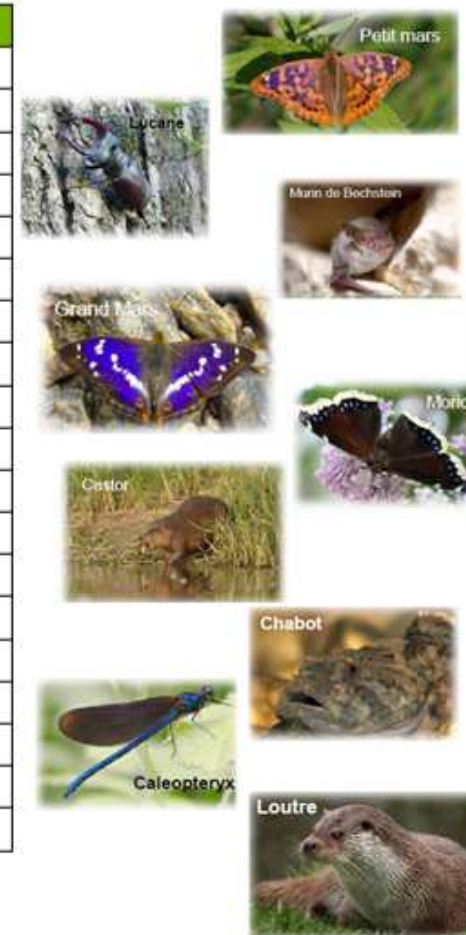 Petit mars
Lucane
Murin de Bechstein
Grand Mars
Castor
Chabot
Caleopteryx
Loutre